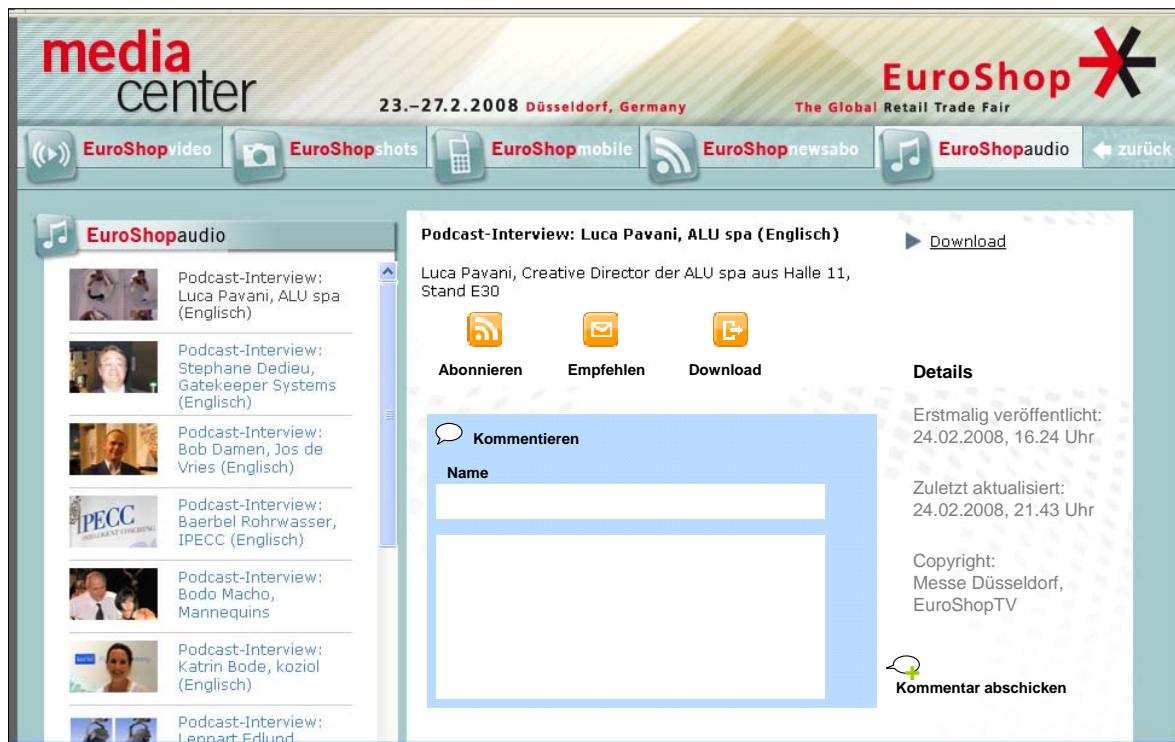 media
center
23.–27.2.2008 Düsseldorf, Germany
EuroShop
The Global Retail Trade Fair
EuroShopvideo
EuroShopshots
EuroShopmobile
EuroShopnewsabo
EuroShopaudio
zurück
EuroShopaudio
Podcast-Interview:
Luca Pavani, ALU spa
(Englisch)
Podcast-Interview:
Stephane Dedieu,
Gatekeeper Systems
(Englisch)
Podcast-Interview:
Bob Damen, Jos de
Vries (Englisch)
IPECC
Podcast-Interview:
Baerbel Rohrwasser,
IPECC (Englisch)
Podcast-Interview:
Bodo Macho,
Mannequins
Podcast-Interview:
Katrin Bode, koziol
(Englisch)
Podcast-Interview:
Lennart Edlund
Podcast-Interview: Luca Pavani, ALU spa (Englisch)
Luca Pavani, Creative Director der ALU spa aus Halle 11,
Stand E30
Abonnieren
Empfehlen
Download
Kommentieren
Name
Download
Details
Erstmalig veröffentlicht:
24.02.2008, 16.24 Uhr
Zuletzt aktualisiert:
24.02.2008, 21.43 Uhr
Copyright:
Messe Düsseldorf,
EuroShopTV
Kommentar abschicken